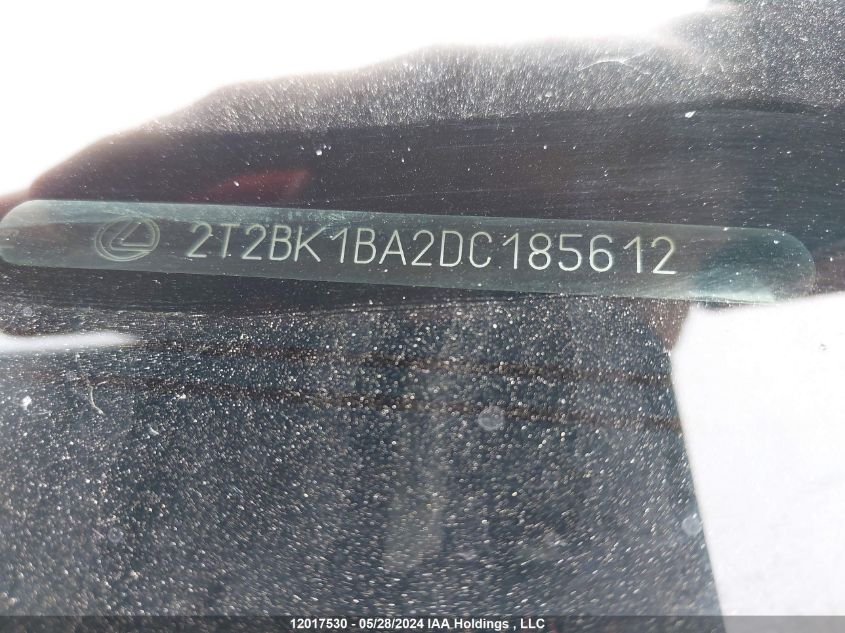 2T2BK1BA2DC185612
12017530 - 05/28/2024 IAA Holdings , LLC